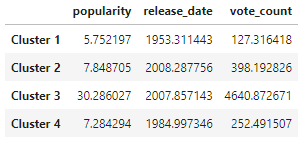 popularity release_date vote_count
Cluster 1 5.752197 1953.311443 127.316418
Cluster 2 7.848705 2008.287756 398.192826
Cluster 3 30.286027 2007.857143 4640.872671
Cluster 4 7.284294 1984.997346 252.491507